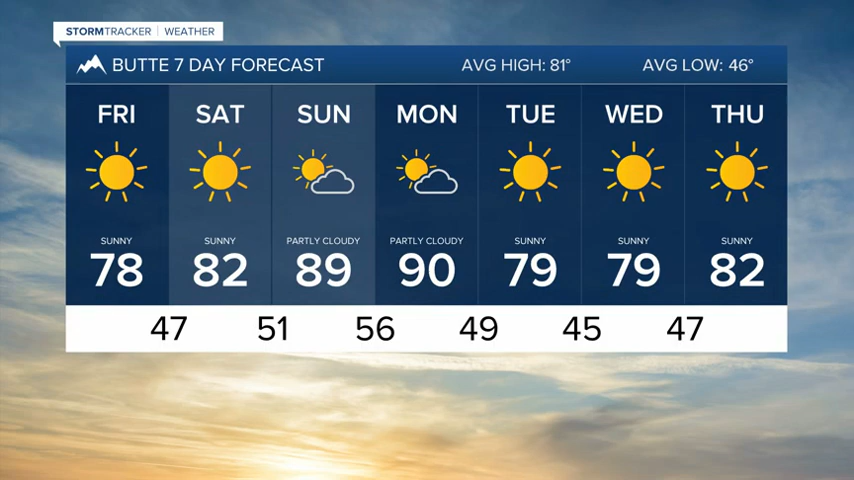 STORMTRACKER | WEATHER
BUTTE 7 DAY FORECAST AVG HIGH: 81° AVG LOW: 46°
FRI SAT SUN MON TUE WED THU
SUNNY SUNNY PARTLY CLOUDY PARTLY CLOUDY SUNNY SUNNY SUNNY
78 82 89 90 79 79 82
47 51 56 49 45 47